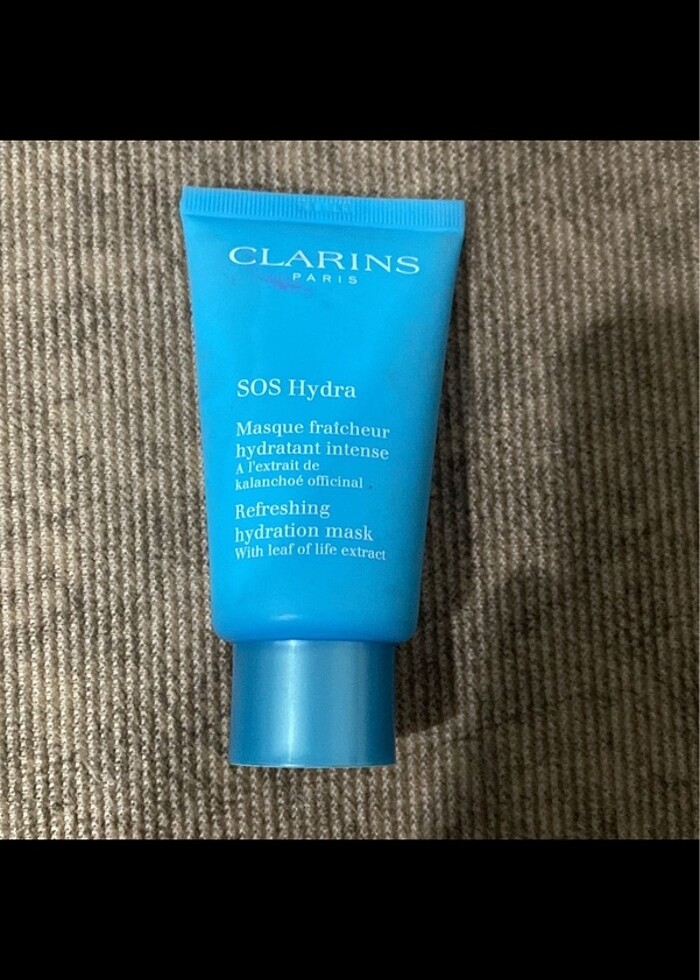 CLARINS
PARIS
SOS Hydra
Masque fraîcheur
hydratant intense
A l'extrait de
kalanchoé officinal
Refreshing
hydration mask
With leaf of life extract